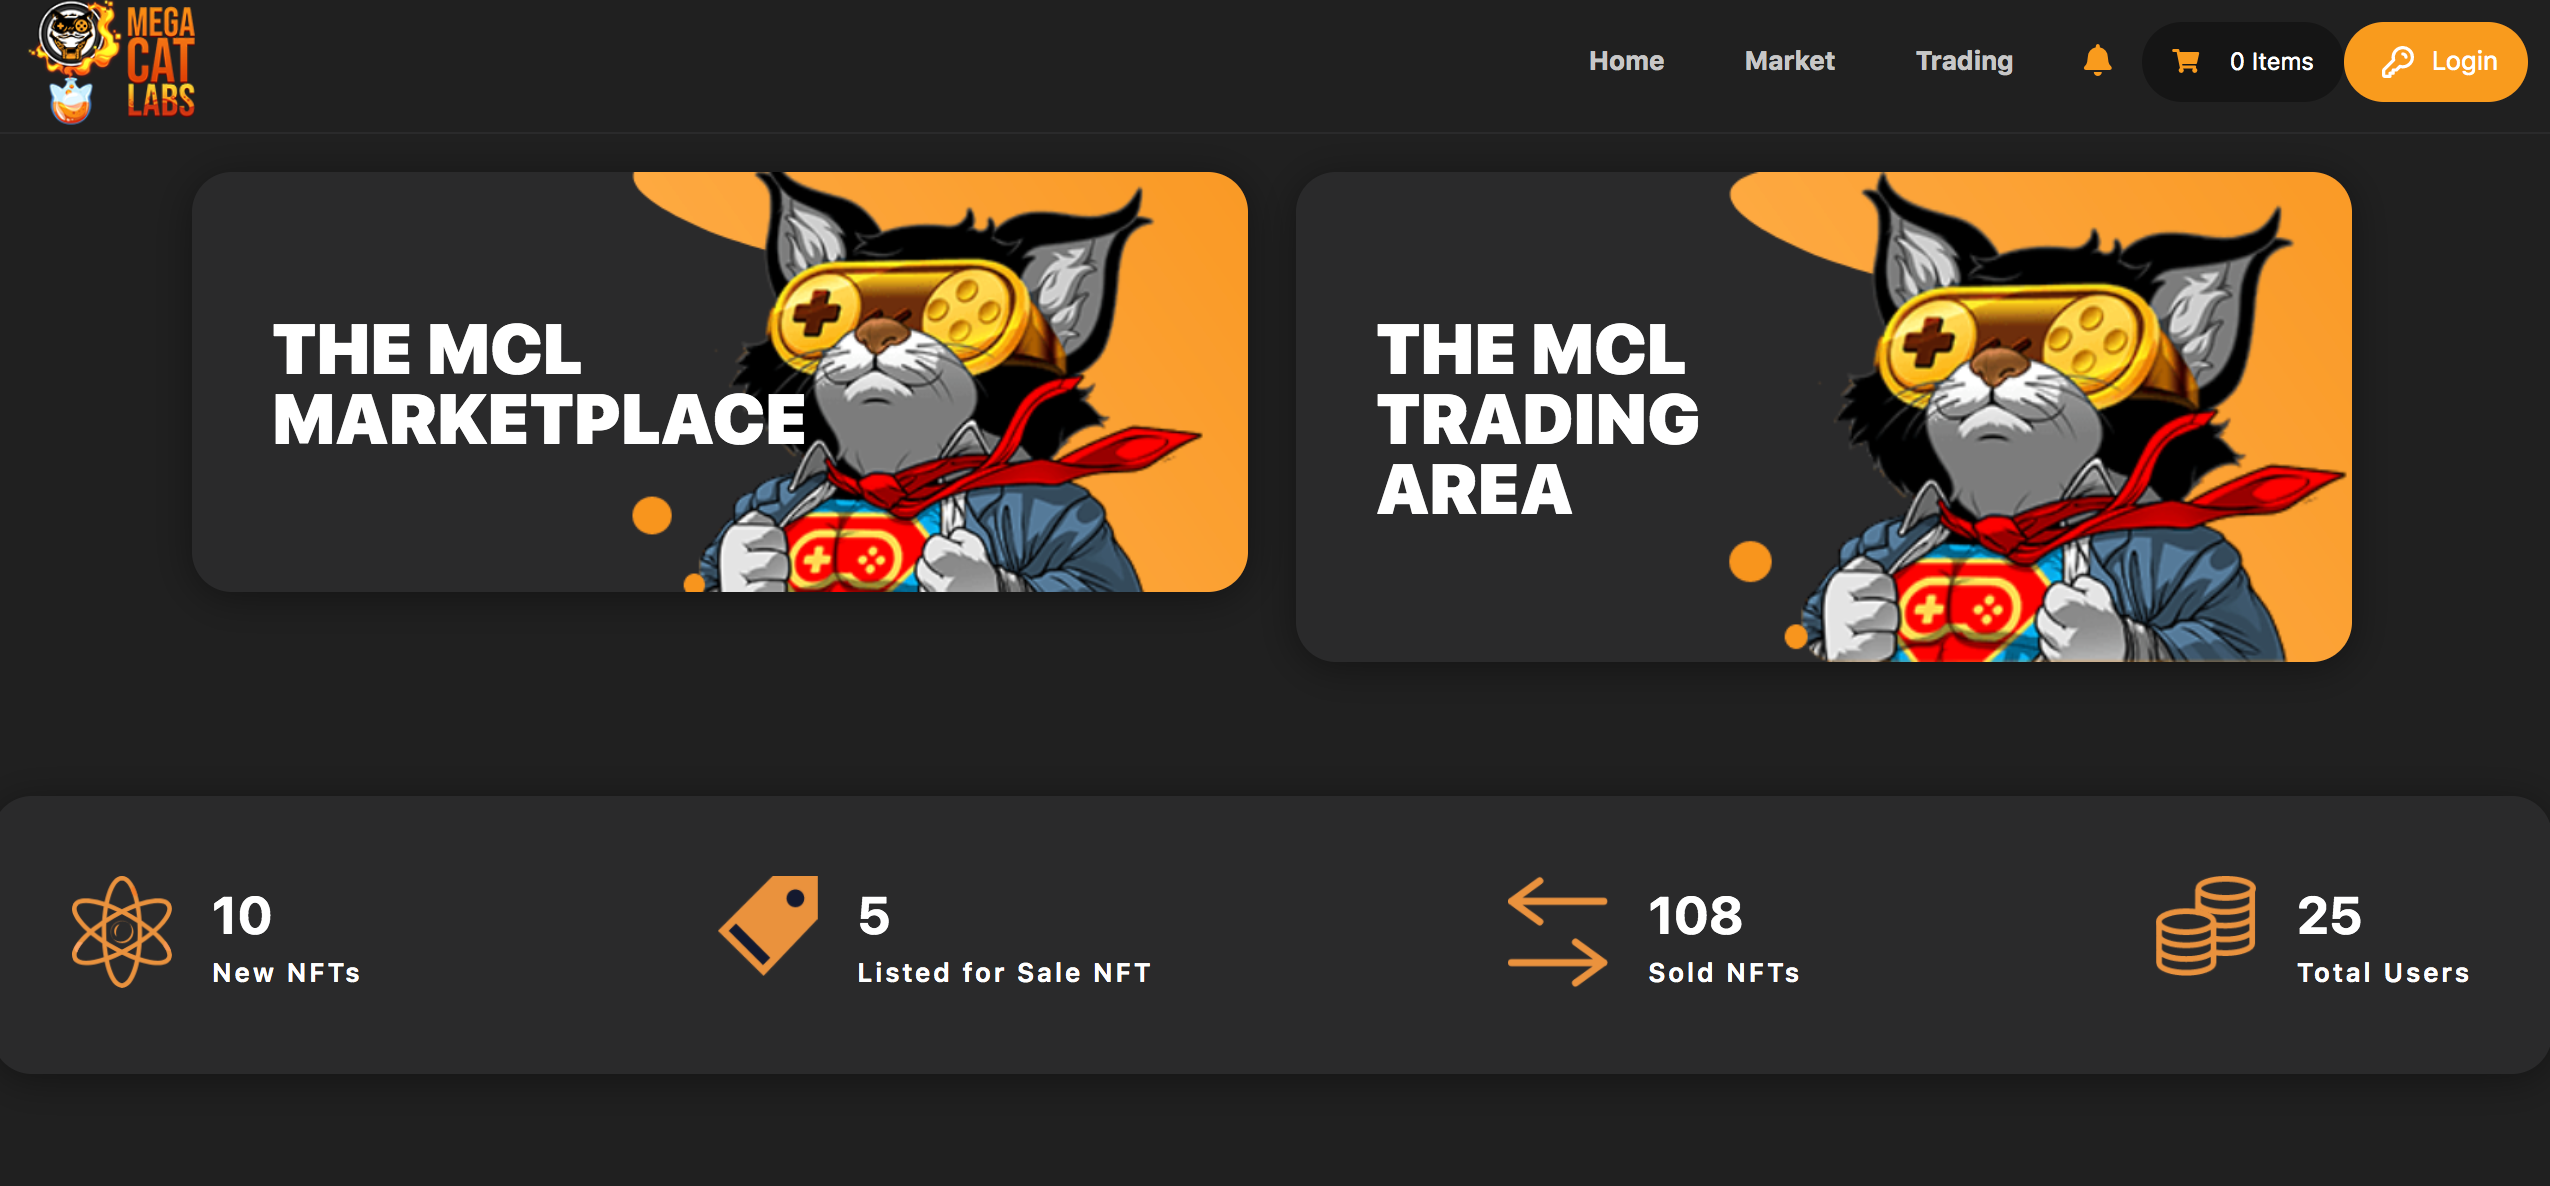 MEGA
CAT
LABS
Home
Market
Trading
0 Items
Login
THE MCL
MARKETPLACE
THE MCL
TRADING
AREA
10
New NFTs
5
Listed for Sale NFT
108
Sold NFTs
25
Total Users